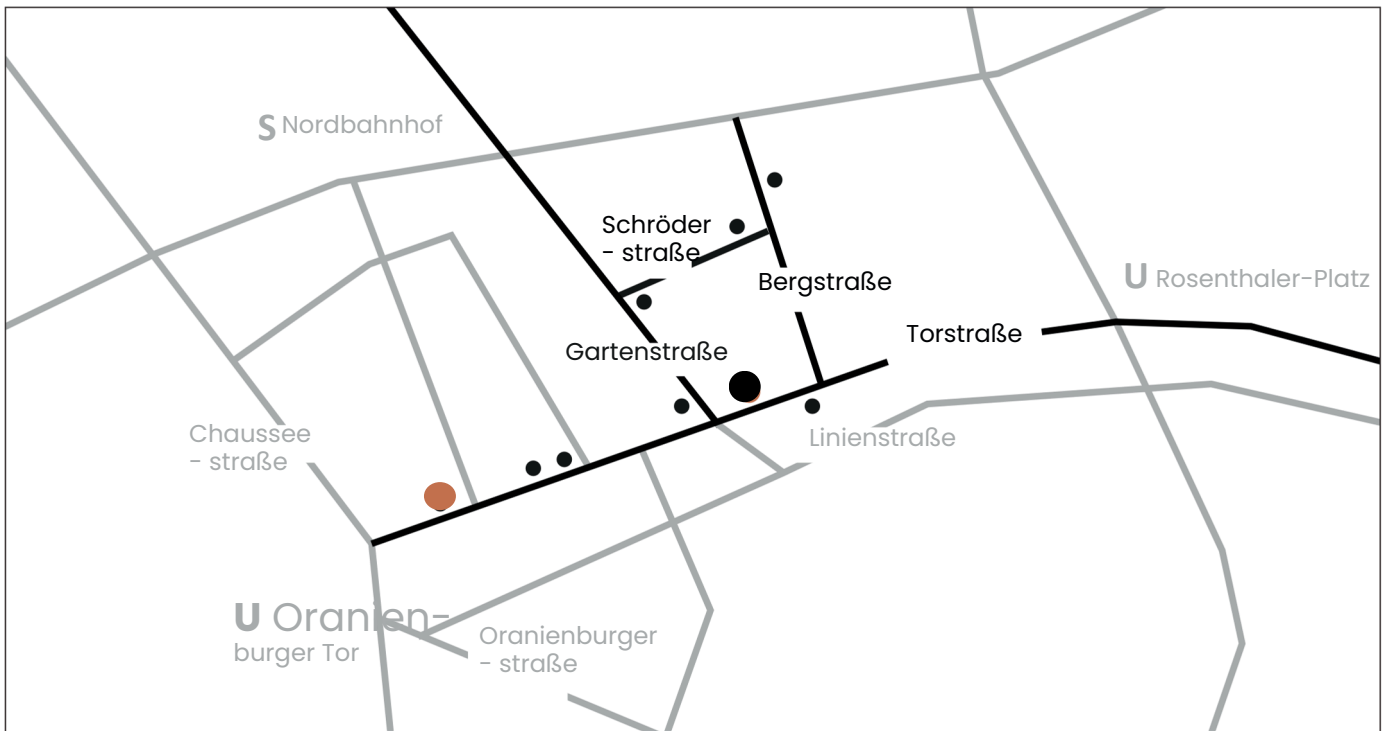 S Nordbahnhof
Schröder
- straße
Bergstraße
U Rosenthaler-Platz
Torstraße
Gartenstraße
Chaussee
- straße
Linienstraße
U Oranien-
burger Tor
Oranienburger
- straße